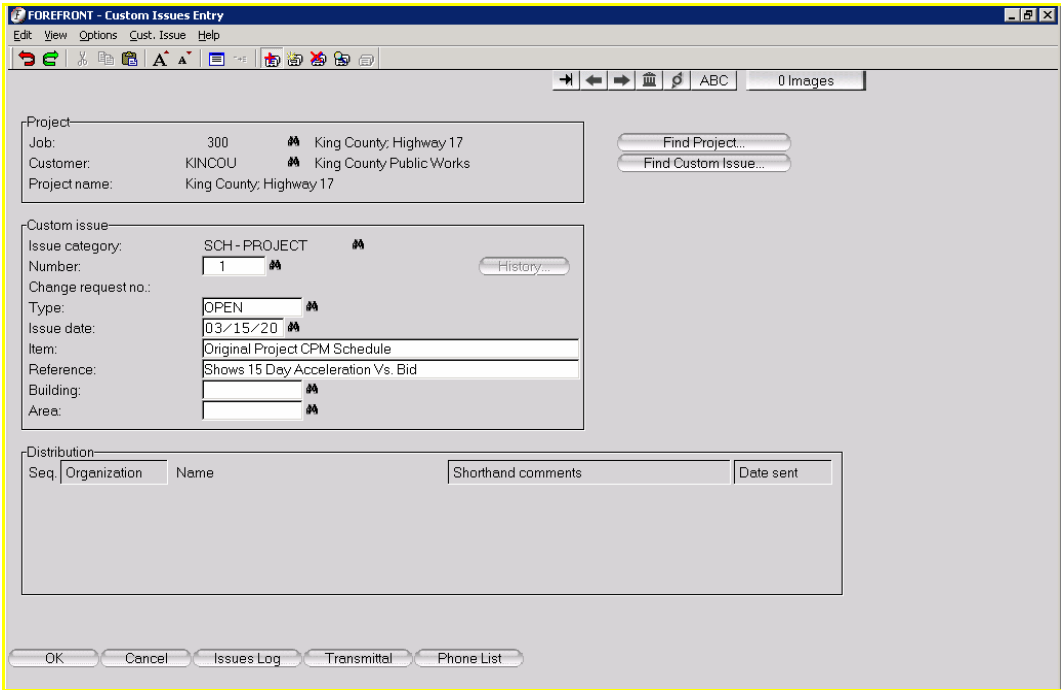 FOREFRONT - Custom Issues Entry
Edit View Options Cust. Issue Help
A A
ABC 0 Images
Project
Job: 300 King County; Highway 17 Find Project...
Customer: KINCOU King County Public Works Find Custom Issue...
Project name: King County; Highway 17
Custom issue
Issue category: SCH-PROJECT
Number: 1 History...
Change request no.:
Type: OPEN
Issue date: 03/15/20
Item: Original Project CPM Schedule
Reference: Shows 15 Day Acceleration Vs. Bid
Building:
Area:
Distribution
Seq. Organization Name Shorthand comments Date sent
OK Cancel Issues Log Transmittal Phone List